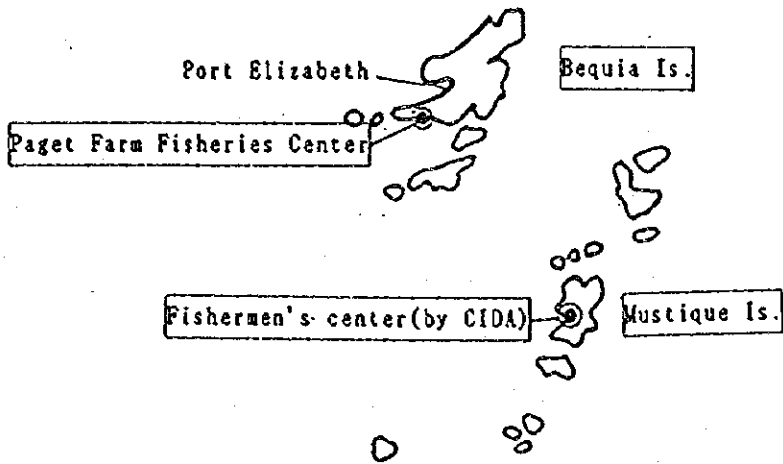 Port Elizabeth
Bequia Is.
Paget Farm Fisheries Center
Fishermen's center(by CIDA)
Mustique Is.